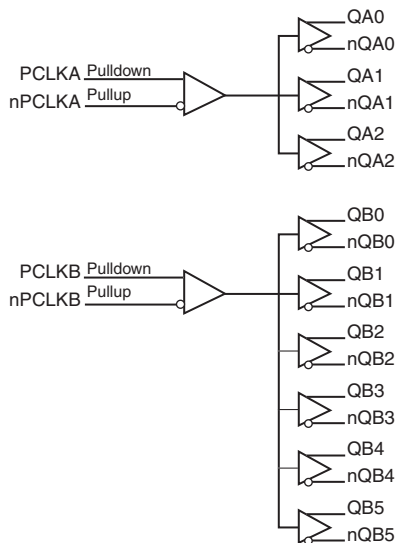 QA0
nQA0
PCLKA Pulldown
nPCLKA Pullup
QA1
nQA1
QA2
nQA2
QB0
nQB0
PCLKB Pulldown
nPCLKB Pullup
QB1
nQB1
QB2
nQB2
QB3
nQB3
QB4
nQB4
QB5
nQB5